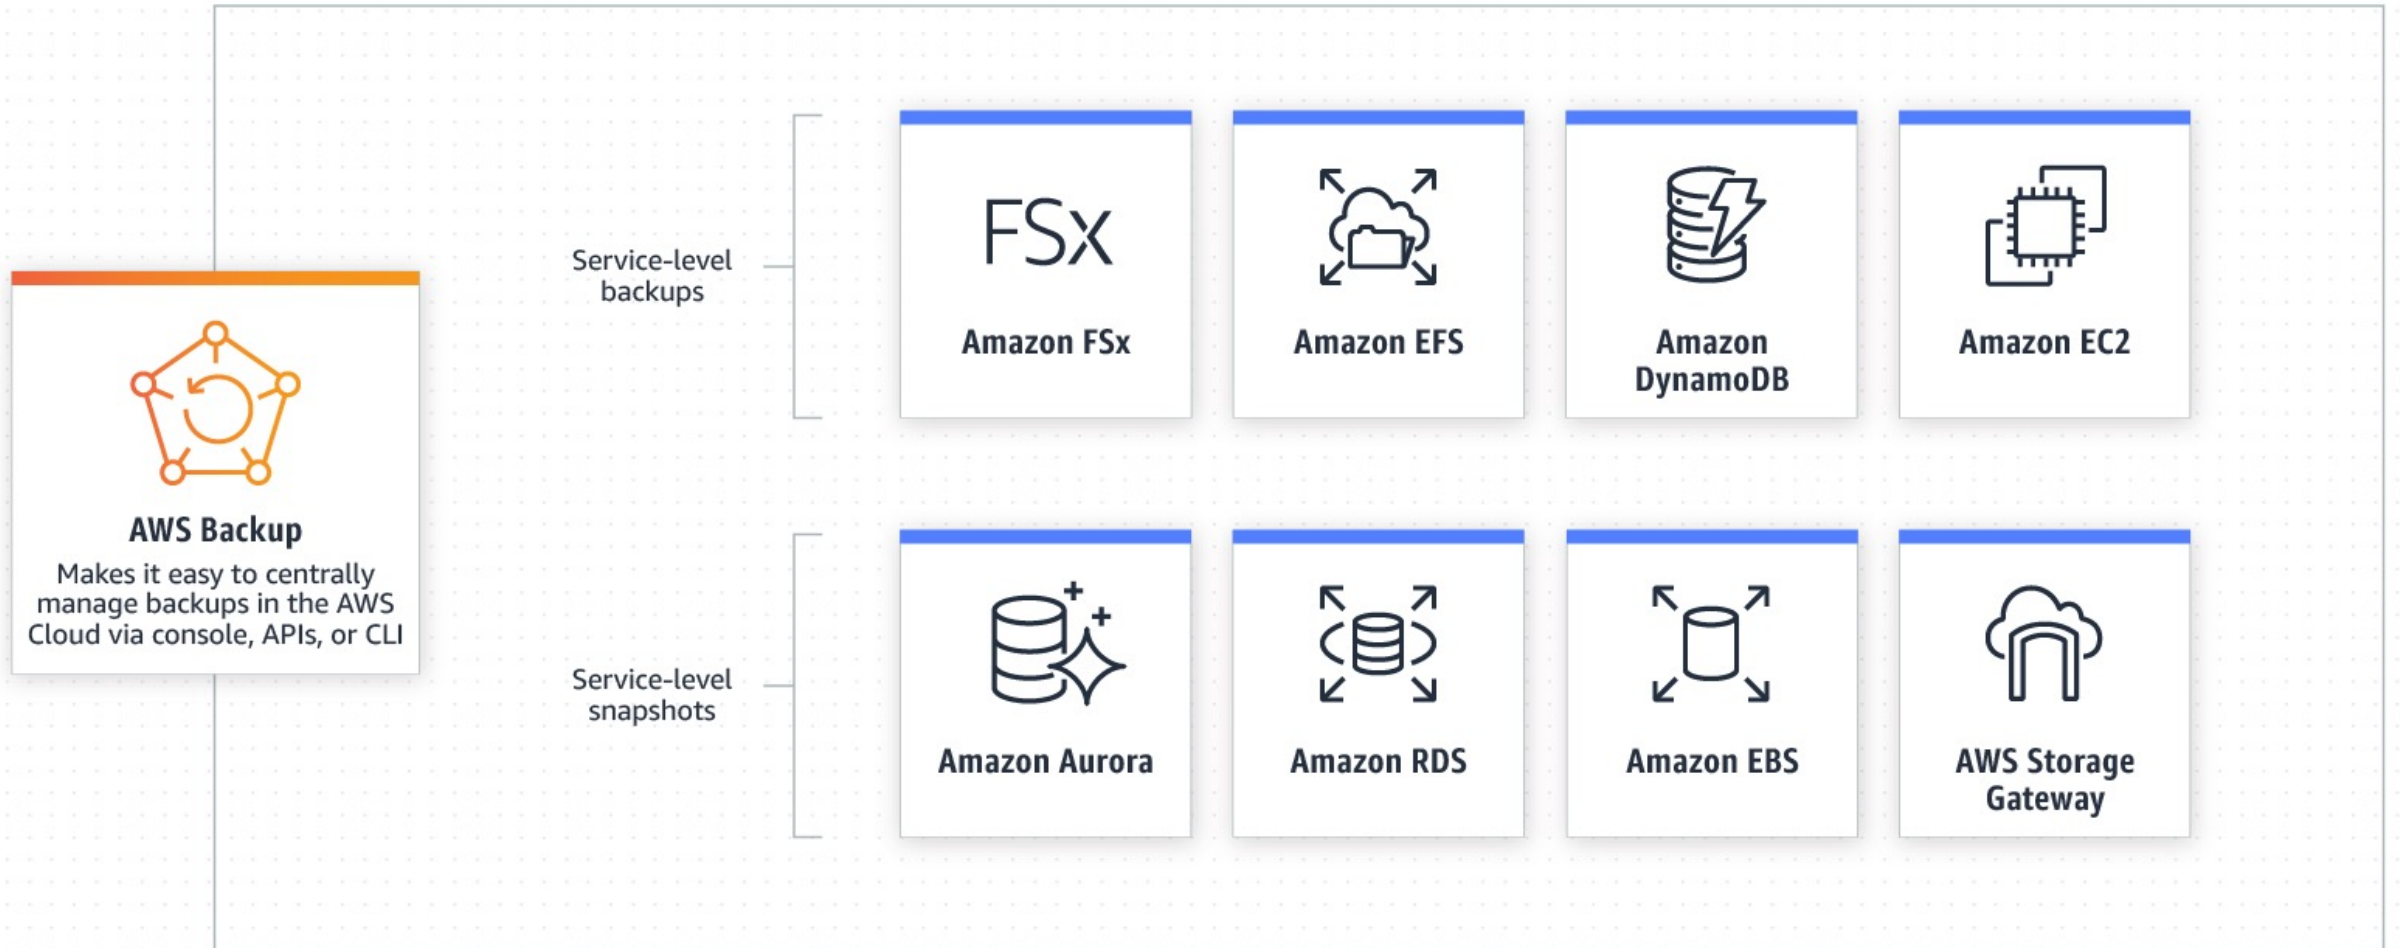 Service-level
backups
FSx
Amazon FSx
Amazon EFS
Amazon
DynamoDB
Amazon EC2
AWS Backup
Makes it easy to centrally
manage backups in the AWS
Cloud via console, APIs, or CLI
Service-level
snapshots
Amazon Aurora
Amazon RDS
Amazon EBS
AWS Storage
Gateway